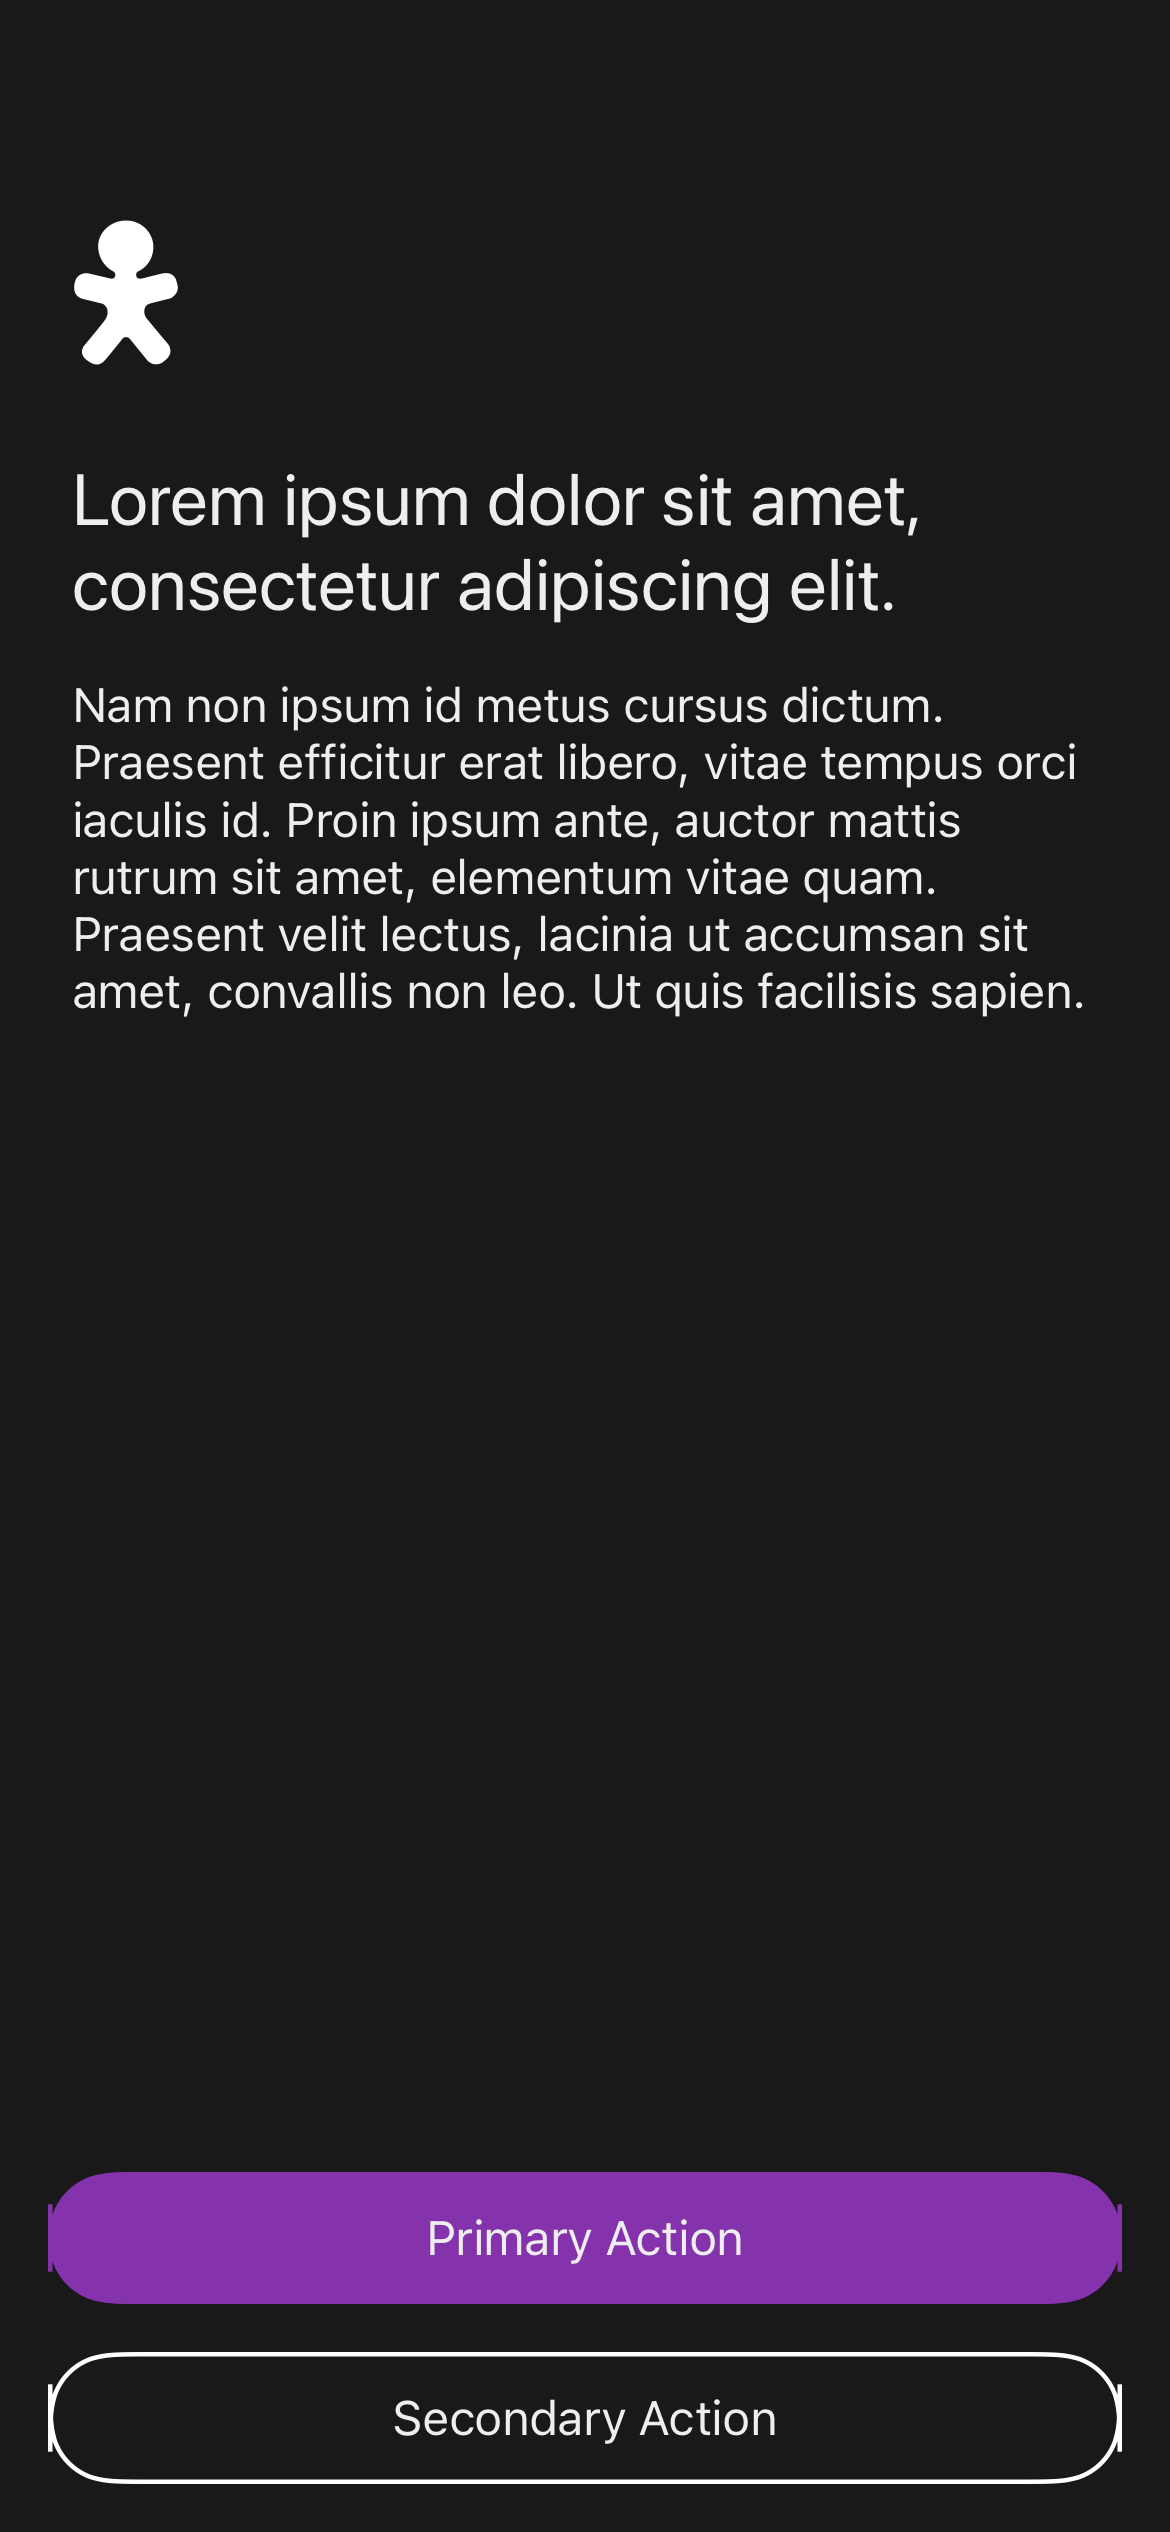 Lorem ipsum dolor sit amet,
consectetur adipiscing elit.
Nam non ipsum id metus cursus dictum.
Praesent efficitur erat libero, vitae tempus orci
iaculis id. Proin ipsum ante, auctor mattis
rutrum sit amet, elementum vitae quam.
Praesent velit lectus, lacinia ut accumsan sit
amet, convallis non leo. Ut quis facilisis sapien.
Primary Action
Secondary Action